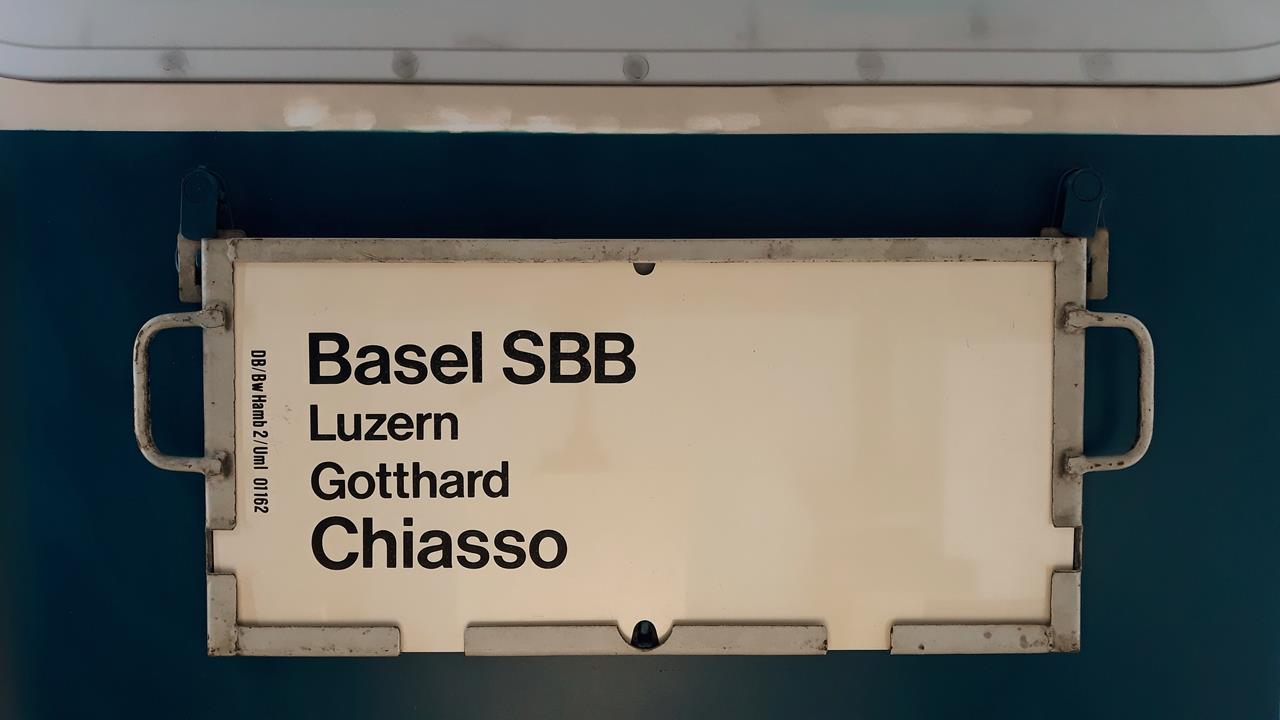 Basel SBB
Luzern
Gotthard
Chiasso
DB/Bw Hamb 2/Uml 01162